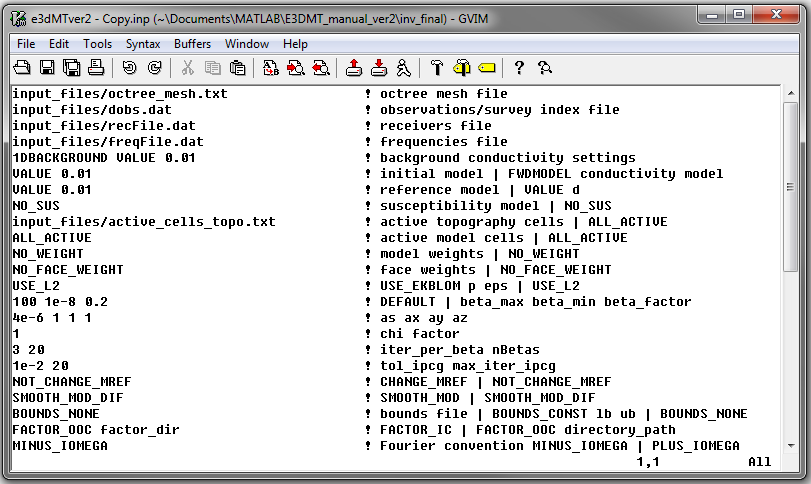 e3dMTver2 - Copy.inp (~\Documents\MATLAB\E3DMT_manual_ver2\inv_final) - GVIM
File Edit Tools Syntax Buffers Window Help
input_files/octree_mesh.txt ! octree mesh file
input_files/dobs.dat ! observations/survey index file
input_files/recFile.dat ! receivers file
input_files/freqFile.dat ! frequencies file
1DBACKGROUND VALUE 0.01 ! background conductivity settings
VALUE 0.01 ! initial model | FWDMODEL conductivity model
VALUE 0.01 ! reference model | VALUE d
NO_SUS ! susceptibility model | NO_SUS
input_files/active_cells_topo.txt ! active topography cells | ALL_ACTIVE
ALL_ACTIVE ! active model cells | ALL_ACTIVE
NO_WEIGHT ! model weights | NO_WEIGHT
NO_FACE_WEIGHT ! face weights | NO_FACE_WEIGHT
USE_L2 ! USE_EKBLOM p eps | USE_L2
100 1e-8 0.2 ! DEFAULT | beta_max beta_min beta_factor
4e-6 1 1 1 ! as ax ay az
1 ! chi factor
3 20 ! iter_per_beta nBetas
1e-2 20 ! tol_ipcg max_iter_ipcg
NOT_CHANGE_MREF ! CHANGE_MREF | NOT_CHANGE_MREF
SMOOTH_MOD_DIF ! SMOOTH_MOD | SMOOTH_MOD_DIF
BOUNDS_NONE ! bounds file | BOUNDS_CONST lb ub | BOUNDS_NONE
FACTOR_OOC factor_dir ! FACTOR_IC | FACTOR_OOC directory_path
MINUS_IOMEGA ! Fourier convention MINUS_IOMEGA | PLUS_IOMEGA
1,1 All